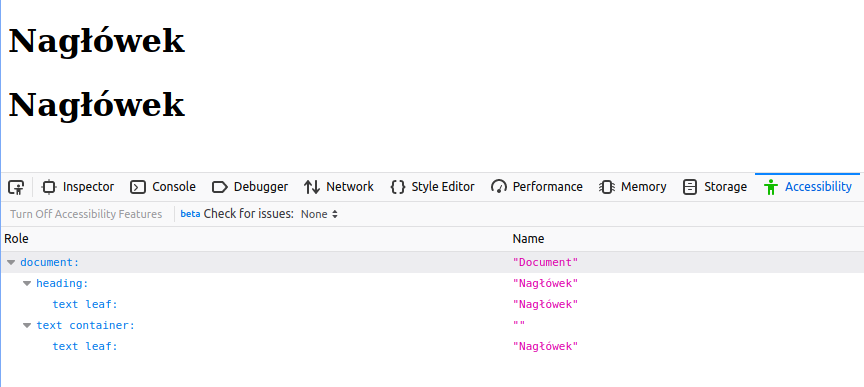 Nagłówek
Nagłówek
Inspector Console Debugger Network Style Editor Performance Memory Storage Accessibility
Turn Off Accessibility Features beta Check for issues: None
Role Name
document: "Document"
heading: "Nagłówek"
text leaf: "Nagłówek"
text container: ""
text leaf: "Nagłówek"